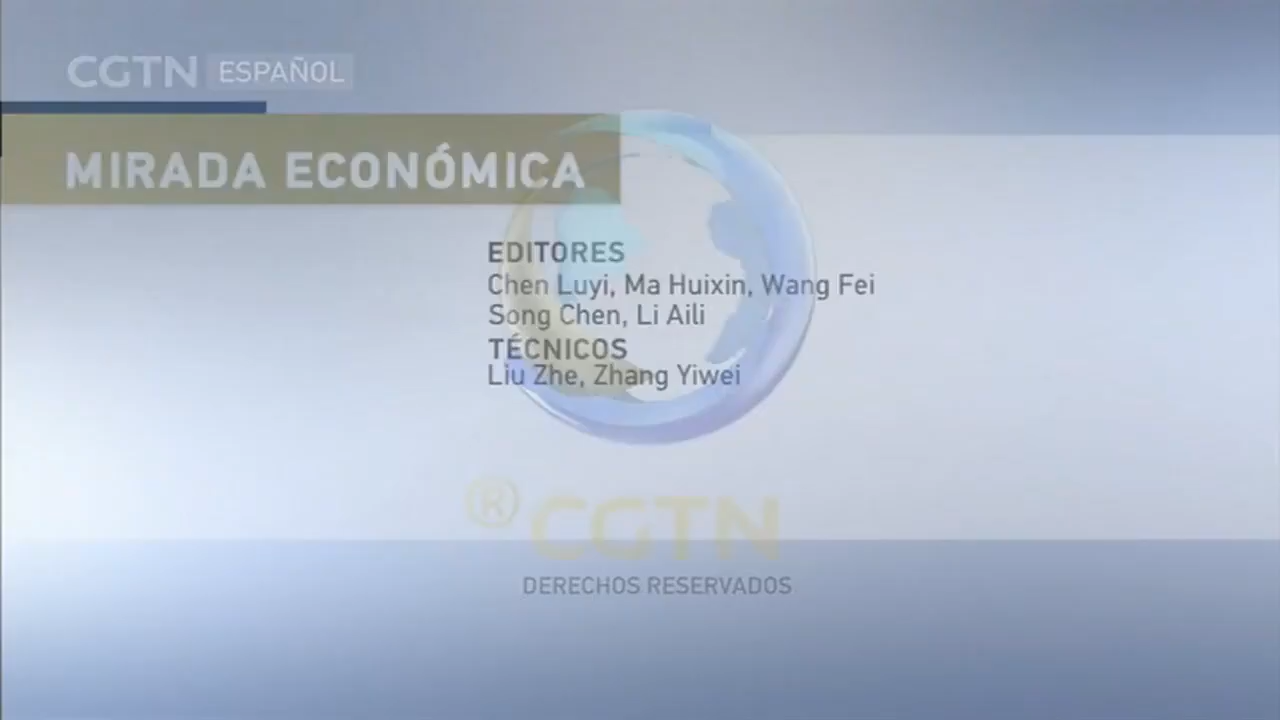 CGTN ESPAÑOL
MIRADA ECONÓMICA
EDITORES
Chen Luyi, Ma Huixin, Wang Fei
Song Chen, Li Aili
TÉCNICOS
Liu Zhe, Zhang Yiwei
® CGTN
DERECHOS RESERVADOS